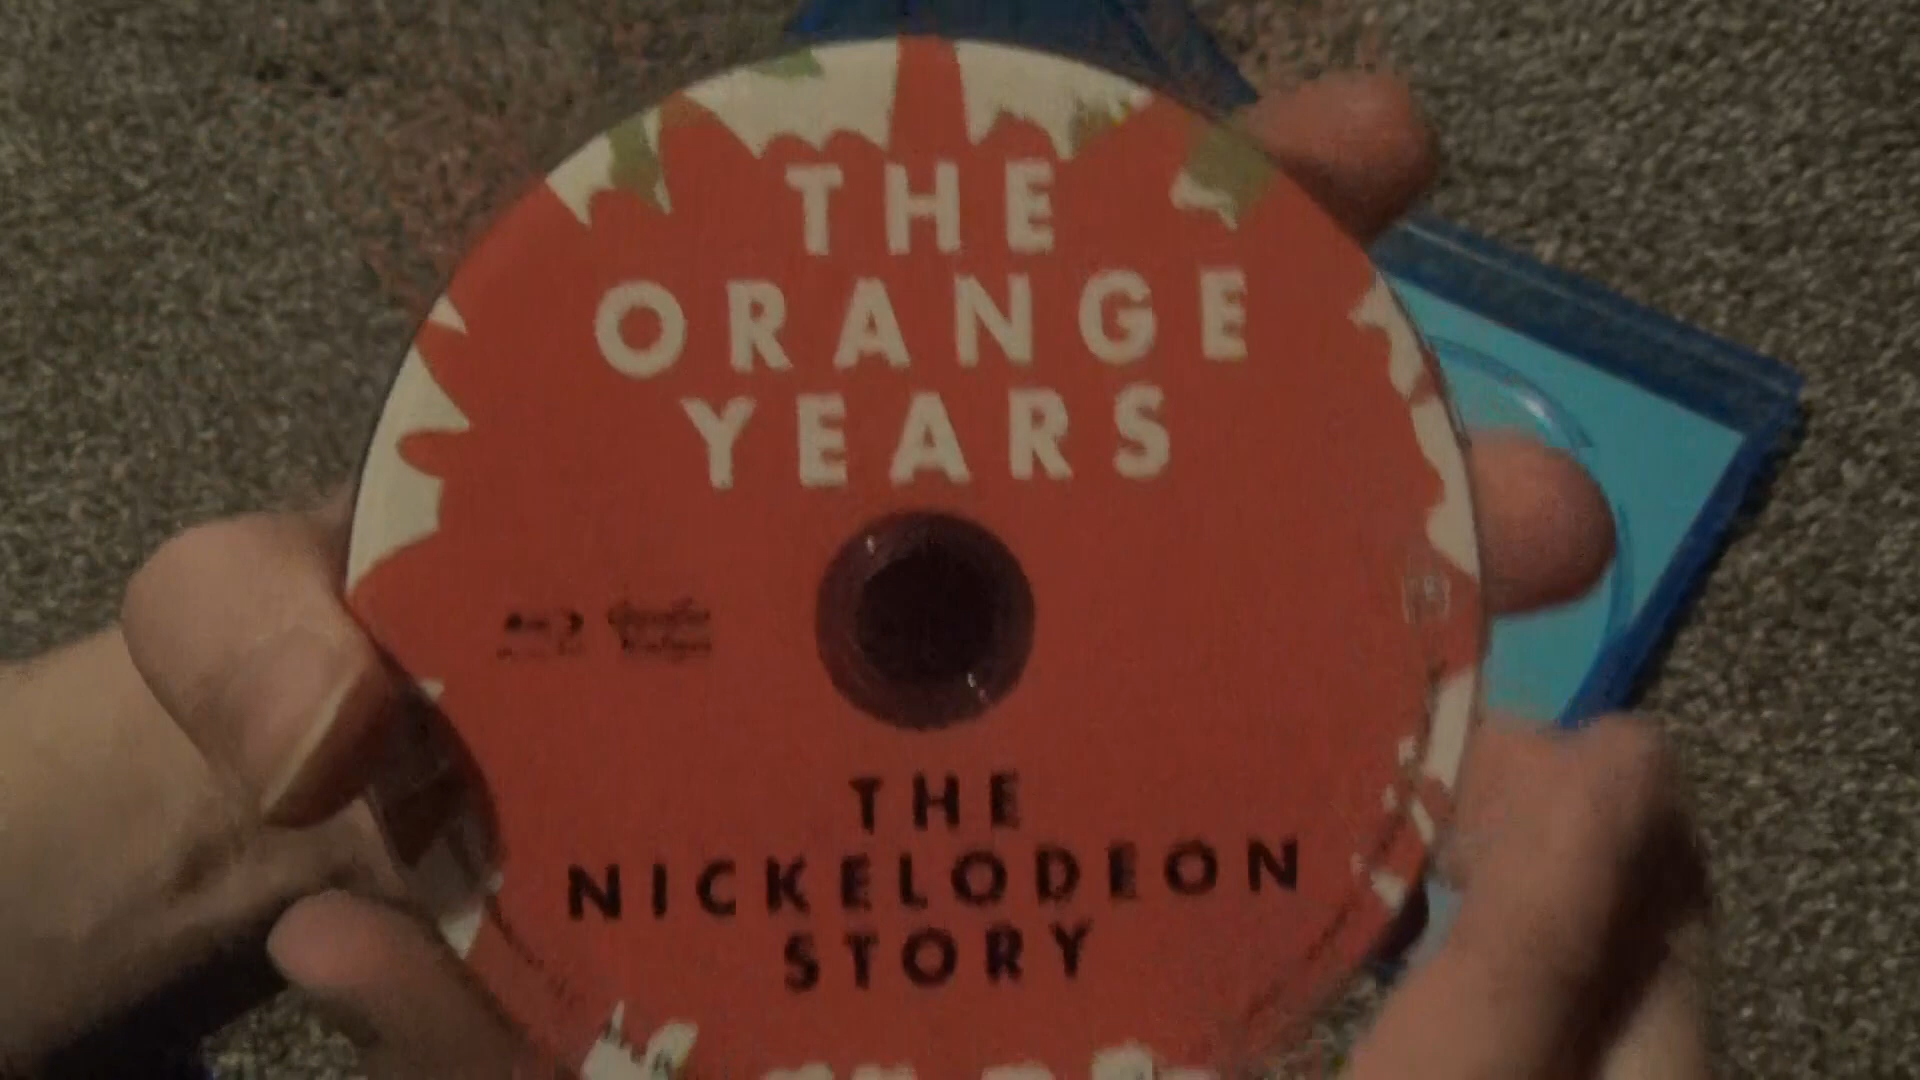 THE
ORANGE
YEARS
THE
NICKELODEON
STORY